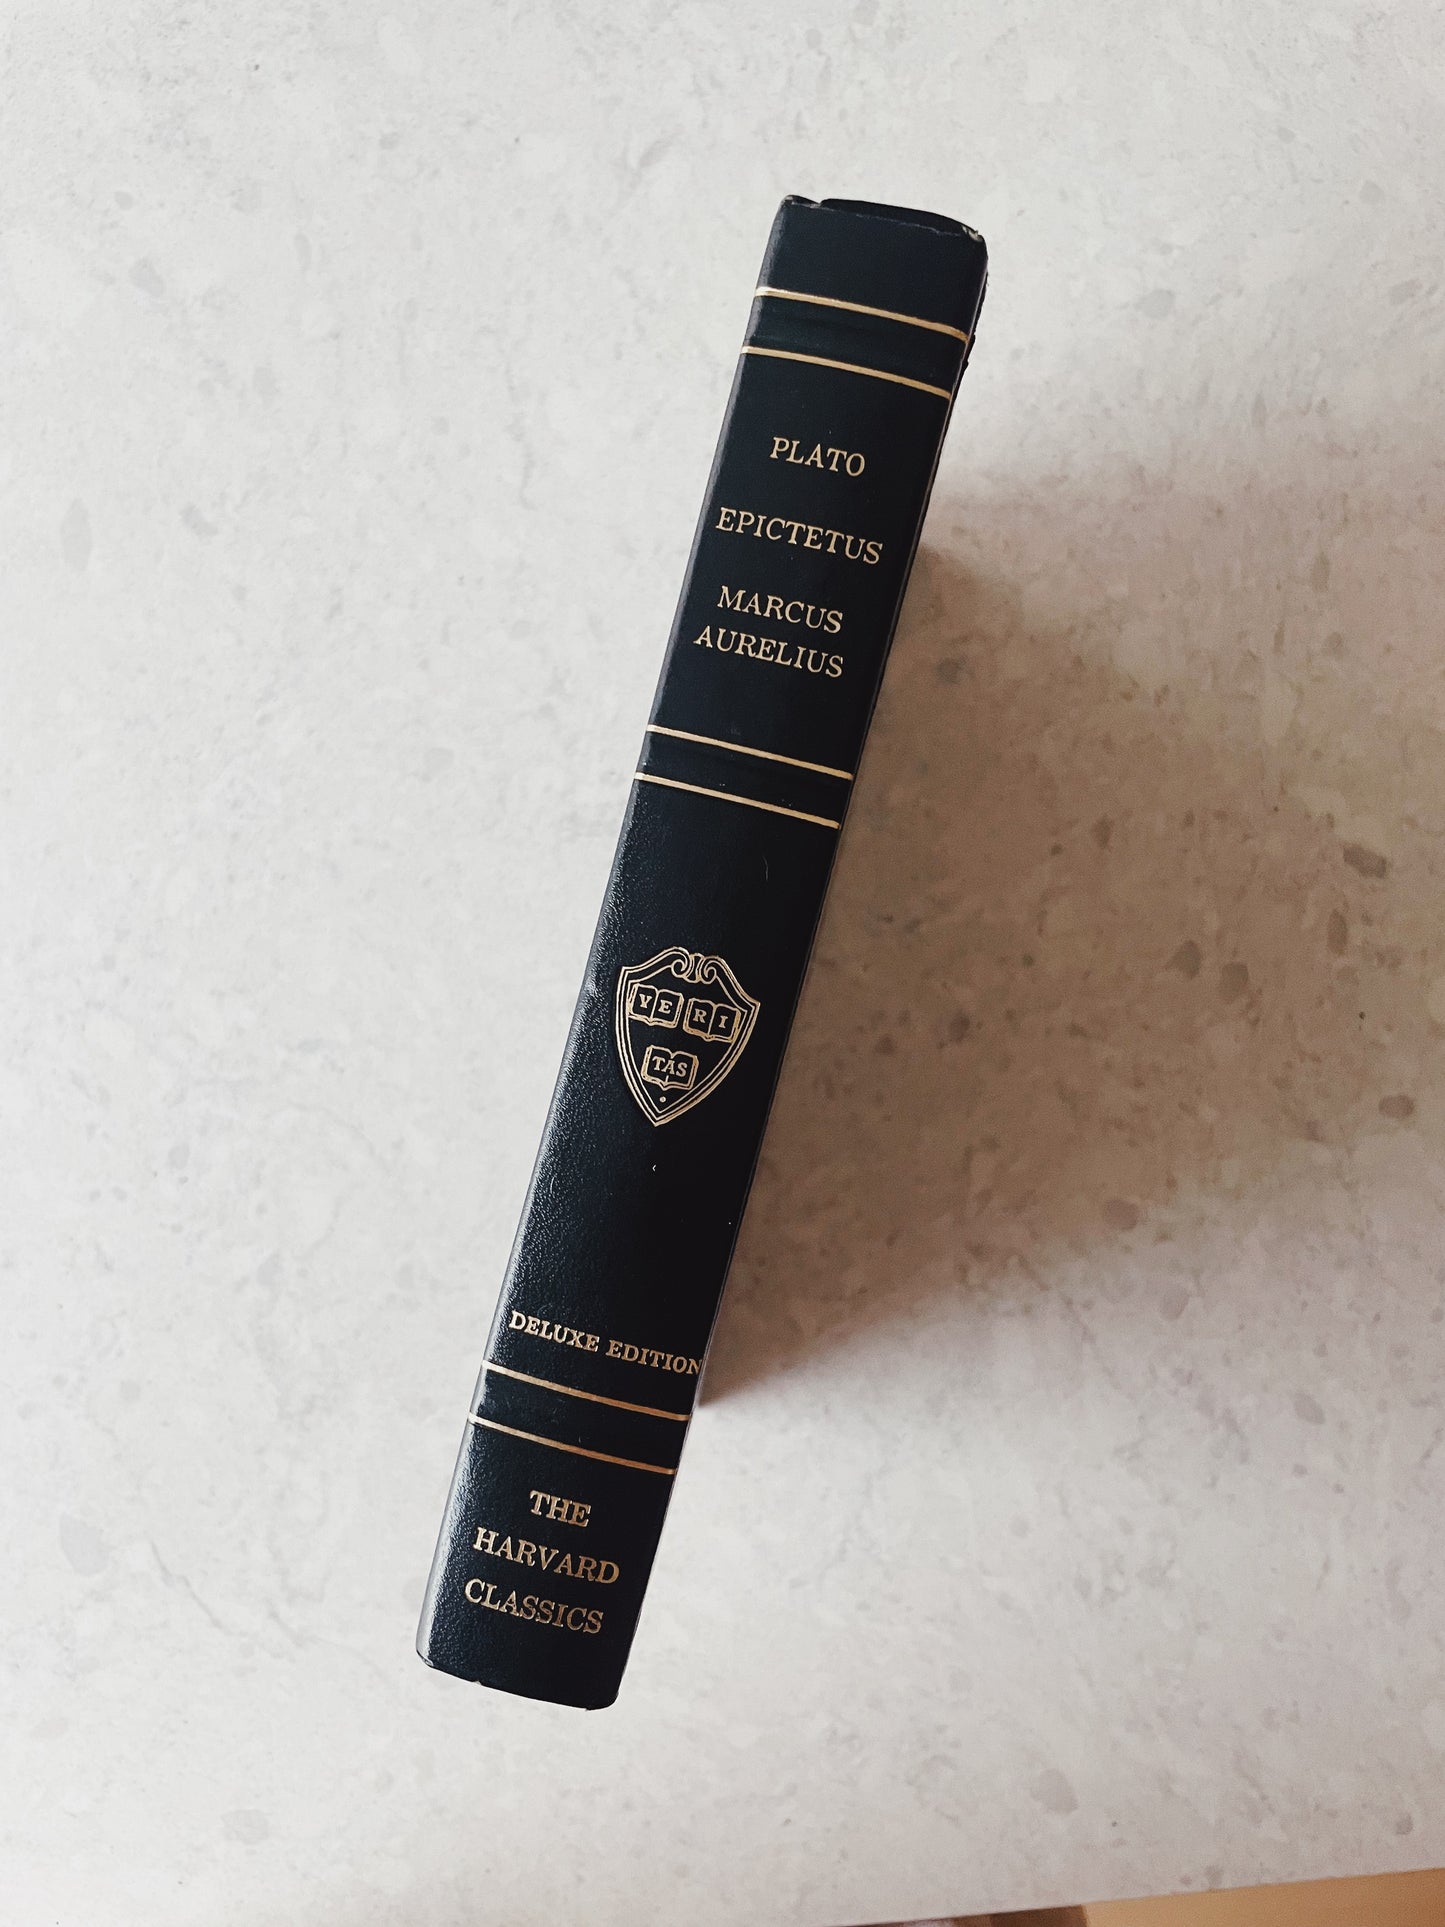 PLATO
EPICTETUS
MARCUS
AURELIUS
VE RI
TAS
DELUXE EDITION
THE
HARVARD
CLASSICS